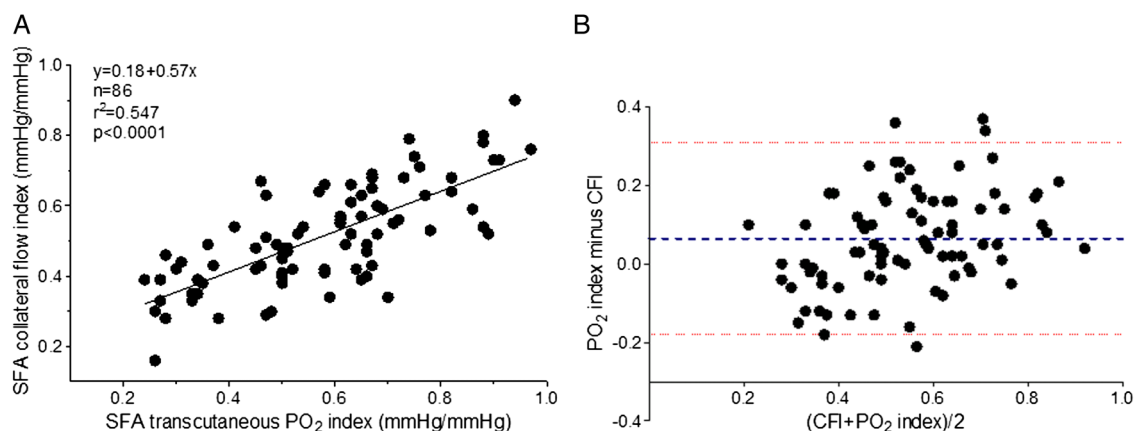 A
SFA collateral flow index (mmHg/mmHg)
1.0
0.8
0.6
0.4
0.2
y=0.18+0.57x
n=86
r²=0.547
p<0.0001
0.2 0.4 0.6 0.8 1.0
SFA transcutaneous PO₂ index (mmHg/mmHg)
B
PO₂ index minus CFI
0.4
0.2
0.0
-0.2
-0.4
0.2 0.4 0.6 0.8 1.0
(CFI+PO₂ index)/2